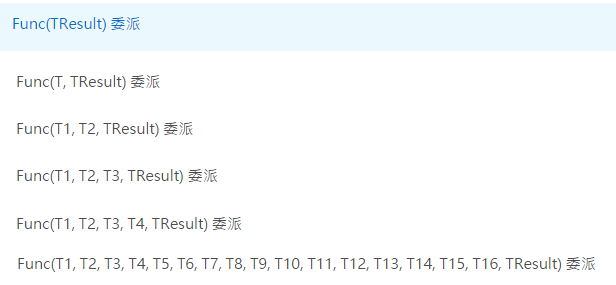 Func(TResult) 委派
Func(T, TResult) 委派
Func(T1, T2, TResult) 委派
Func(T1, T2, T3, TResult) 委派
Func(T1, T2, T3, T4, TResult) 委派
Func(T1, T2, T3, T4, T5, T6, T7, T8, T9, T10, T11, T12, T13, T14, T15, T16, TResult) 委派